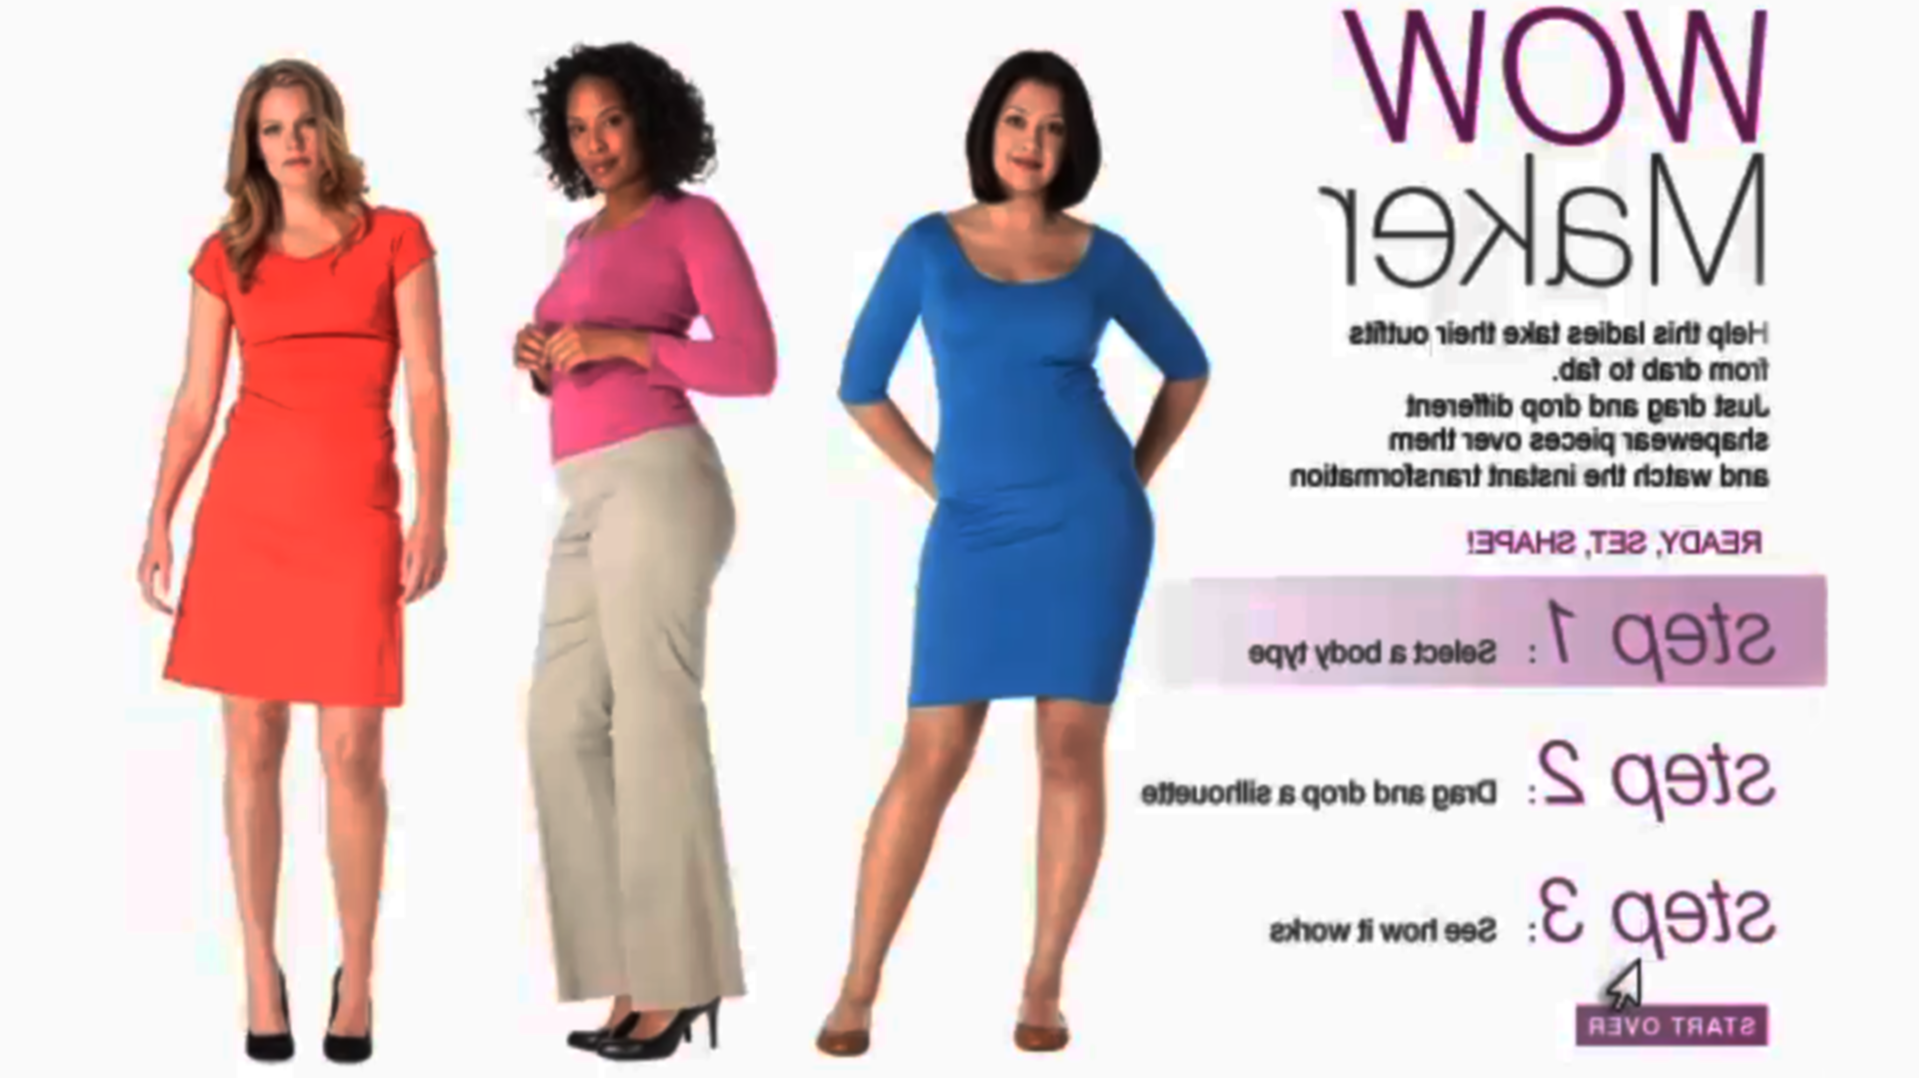 WOW
Maker
Help this ladies take their outfits
from drab to fab.
Just drag and drop different
shapewear pieces over them
and watch the instant transformation
READY, SET, SHAPE!
step 1 : Select a body type
step 2 : Drag and drop a silhouette
step 3 : See how it works
START OVER